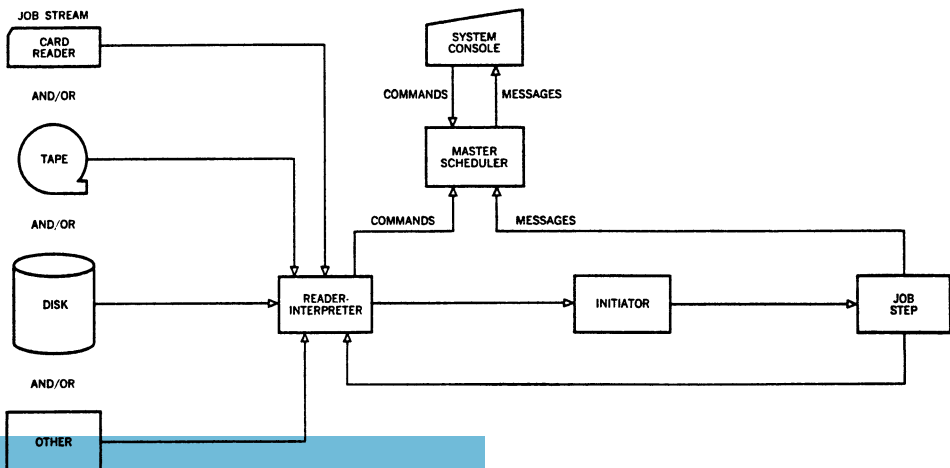 JOB STREAM
CARD
READER
AND/OR
TAPE
AND/OR
DISK
AND/OR
OTHER
SYSTEM
CONSOLE
COMMANDS
MESSAGES
MASTER
SCHEDULER
COMMANDS
MESSAGES
READER-
INTERPRETER
INITIATOR
JOB
STEP